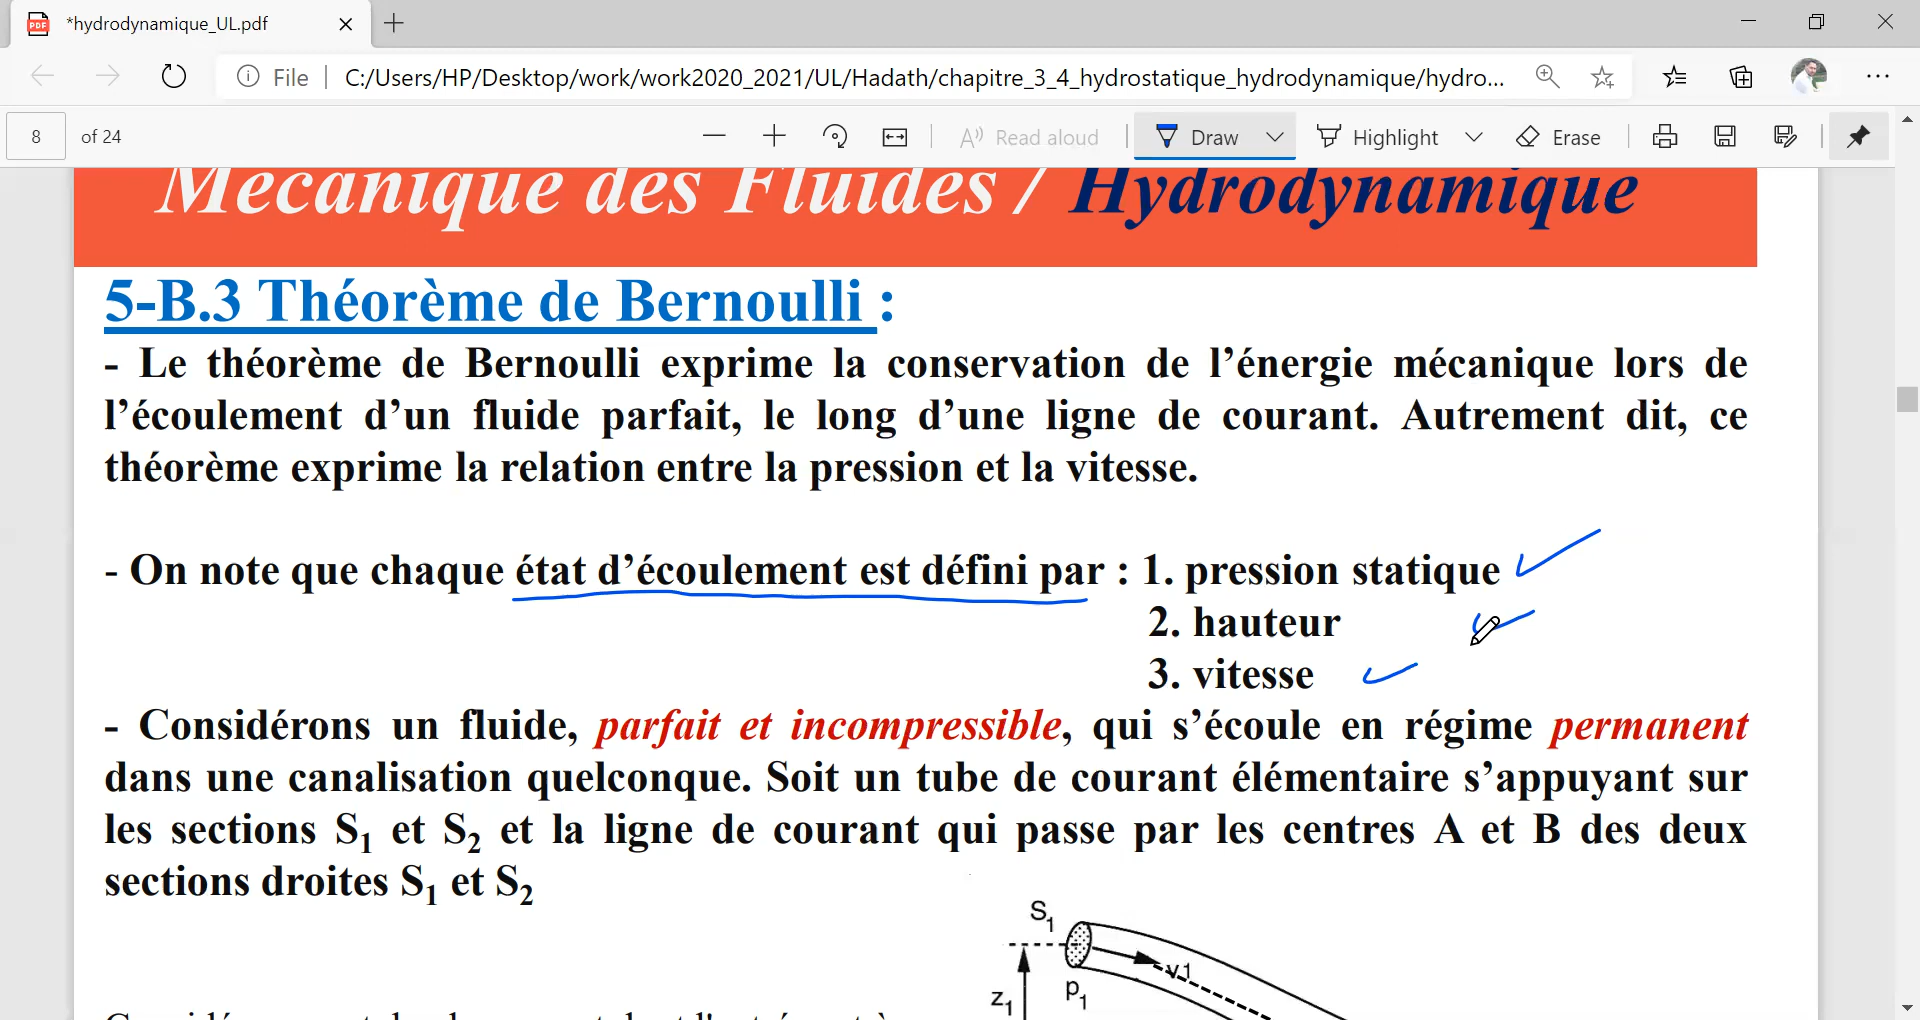 *hydrodynamique_UL.pdf
File
C:/Users/HP/Desktop/work/work2020_2021/UL/Hadath/chapitre_3_4_hydrostatique_hydrodynamique/hydro...
8 of 24
Read aloud
Draw
Highlight
Erase
Mecanique des Fluides / Hydrodynamique
5-B.3 Théorème de Bernoulli :
- Le théorème de Bernoulli exprime la conservation de l’énergie mécanique lors de
l’écoulement d’un fluide parfait, le long d’une ligne de courant. Autrement dit, ce
théorème exprime la relation entre la pression et la vitesse.
- On note que chaque état d’écoulement est défini par : 1. pression statique
2. hauteur
3. vitesse
- Considérons un fluide, parfait et incompressible, qui s’écoule en régime permanent
dans une canalisation quelconque. Soit un tube de courant élémentaire s’appuyant sur
les sections S1 et S2 et la ligne de courant qui passe par les centres A et B des deux
sections droites S1 et S2
S1
v1
z1
p1